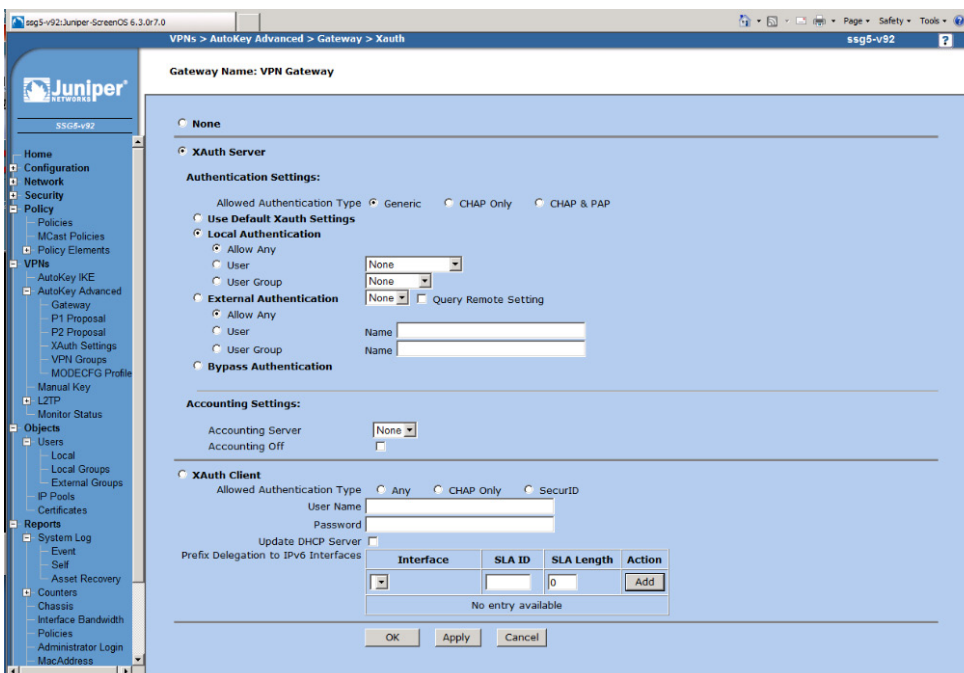 ssg5-v92:Juniper-ScreenOS 6.3.0r7.0
Page Safety Tools
VPNs > AutoKey Advanced > Gateway > Xauth
ssg5-v92
?
Juniper
NETWORKS
SSG5-v92
Home
Configuration
Network
Security
Policy
Policies
MCast Policies
Policy Elements
VPNs
AutoKey IKE
AutoKey Advanced
Gateway
P1 Proposal
P2 Proposal
XAuth Settings
VPN Groups
MODECFG Profile
Manual Key
L2TP
Monitor Status
Objects
Users
Local
Local Groups
External Groups
IP Pools
Certificates
Reports
System Log
Event
Self
Asset Recovery
Counters
Chassis
Interface Bandwidth
Policies
Administrator Login
MacAddress
Gateway Name: VPN Gateway
None
XAuth Server
Authentication Settings:
Allowed Authentication Type Generic CHAP Only CHAP & PAP
Use Default Xauth Settings
Local Authentication
Allow Any
User None
User Group None
External Authentication None Query Remote Setting
Allow Any
User Name
User Group Name
Bypass Authentication
Accounting Settings:
Accounting Server None
Accounting Off
XAuth Client
Allowed Authentication Type Any CHAP Only SecurID
User Name
Password
Update DHCP Server
Prefix Delegation to IPv6 Interfaces
Interface SLA ID SLA Length Action
0 Add
No entry available
OK Apply Cancel